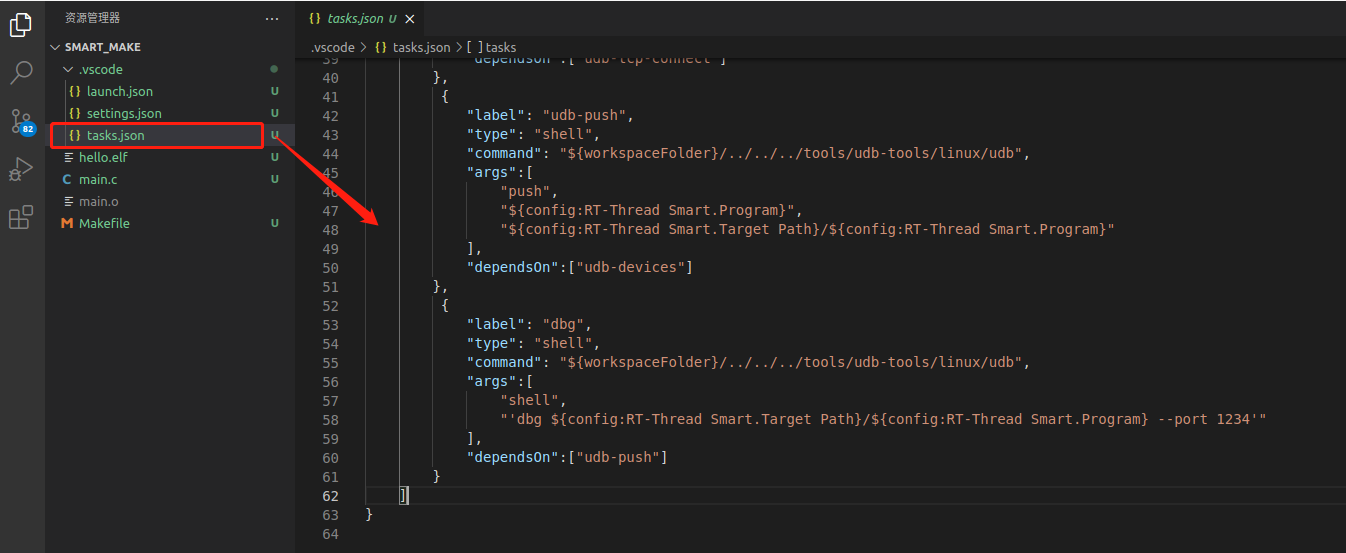 资源管理器
SMART_MAKE
.vscode
launch.json U
settings.json U
tasks.json U
hello.elf U
main.c U
main.o
Makefile U
82
tasks.json U
.vscode > {} tasks.json > [ ] tasks
39 "dependsOn":["udb-tcp-connect"]
40 },
41 {
42 "label": "udb-push",
43 "type": "shell",
44 "command": "${workspaceFolder}/../../../tools/udb-tools/linux/udb",
45 "args":[
46 "push",
47 "${config:RT-Thread Smart.Program}",
48 "${config:RT-Thread Smart.Target Path}/${config:RT-Thread Smart.Program}"
49 ],
50 "dependsOn":["udb-devices"]
51 },
52 {
53 "label": "dbg",
54 "type": "shell",
55 "command": "${workspaceFolder}/../../../tools/udb-tools/linux/udb",
56 "args":[
57 "shell",
58 "'dbg ${config:RT-Thread Smart.Target Path}/${config:RT-Thread Smart.Program} --port 1234'"
59 ],
60 "dependsOn":["udb-push"]
61 }
62 ]
63 }
64